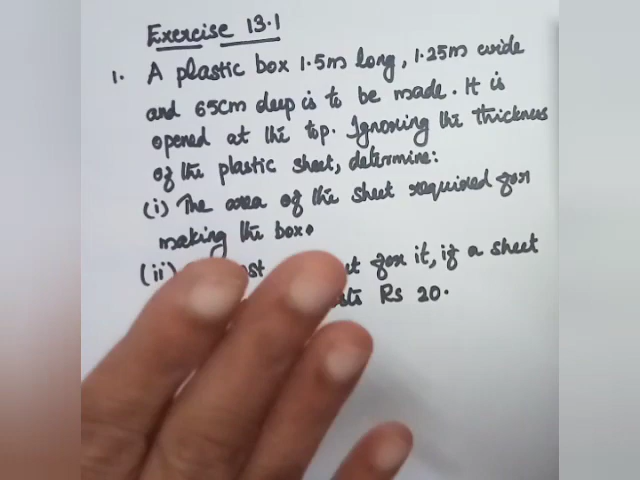 Exercise 13.1
1. A plastic box 1.5m long, 1.25m wide
and 65cm deep is to be made. It is
opened at the top. Ignoring the thickness
of the plastic sheet, determine:
(i) The area of the sheet required for
making the box.
(ii) for it, if a sheet
Rs 20.